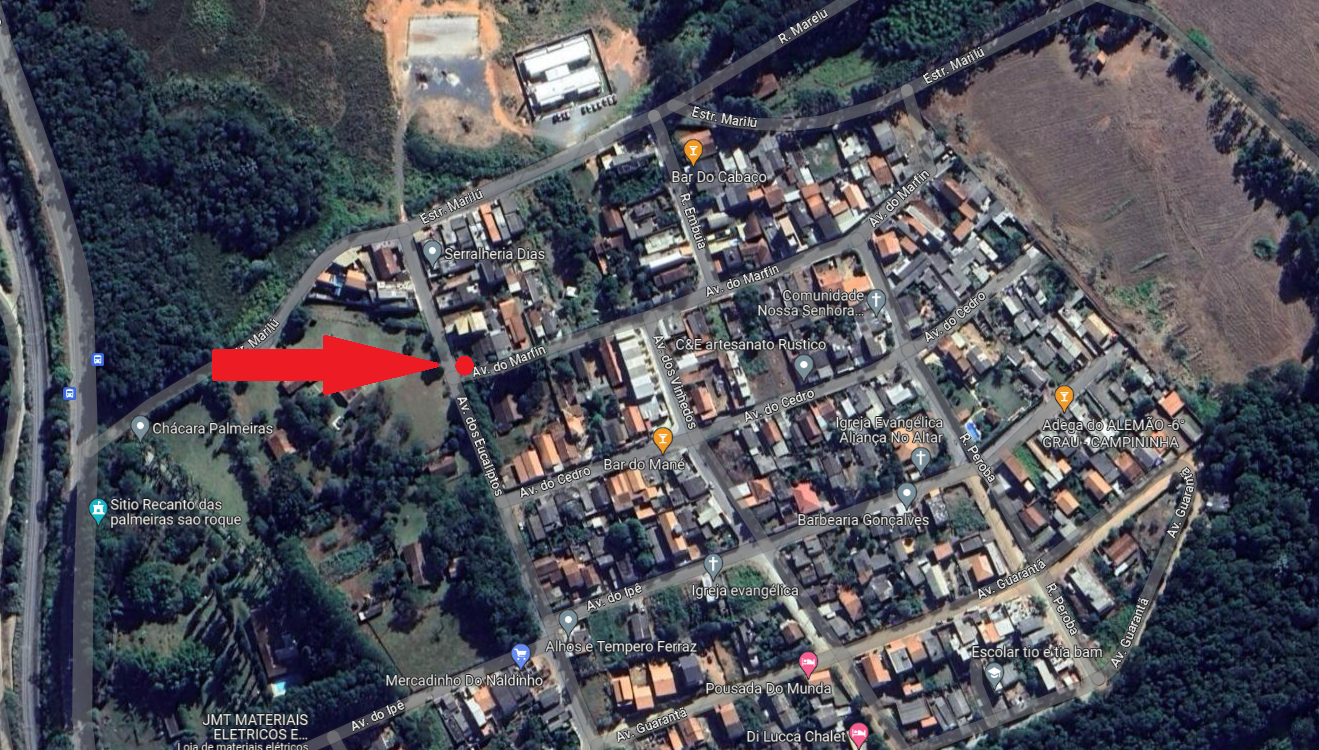 R. Marelu
Estr. Marilú
Estr. Marilú
Bar Do Cabaço
Av. do Marfin
Estr. Marilú
R. Embuia
Serralheria Dias
Av. do Marfin
Comunidade
Nossa Senhora...
Av. do Cedro
C&E artesanato Rustico
Marilú
Av. do Marfin
Av. dos Vinhedos
Av. do Cedro
Av. dos Eucaliptos
Adega do ALEMÃO -6°
GRAU - CAMPININHA
Igreja Evangélica
Aliança No Altar
Chácara Palmeiras
R. Peroba
Bar do Mané
Av. do Cedro
Av. Guarantã
Sitio Recanto das
palmeiras sao roque
Barbearia Gonçalves
Av. Guarantã
Igreja evangélica
Av. do Ipê
R. Peroba
Av. Guarantã
Alhos e Tempero Ferraz
Escolar tio e tia bam
Mercadinho Do Naldinho
Pousada Do Munda
Av. do Ipê
Av. Guarantã
JMT MATERIAIS
ELETRICOS E...
Loja de materiais elétricos
Di Lucca Chalet